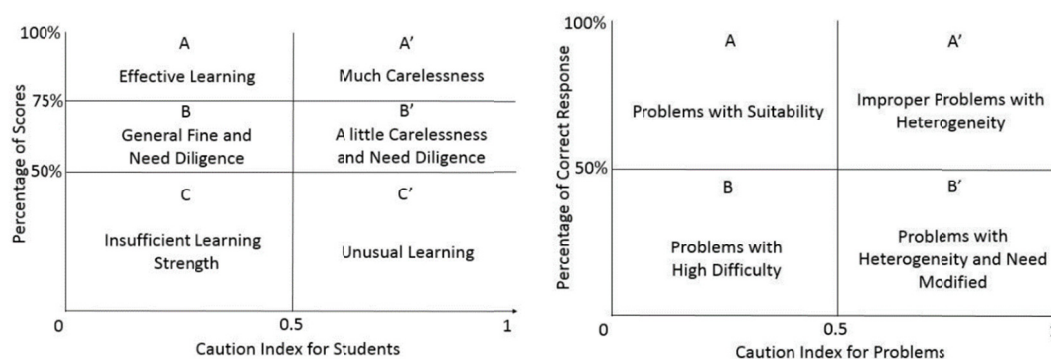 100%
A
A'
Effective Learning
Much Carelessness
75%
B
B'
General Fine and
Need Diligence
A little Carelessness
and Need Diligence
50%
C
C'
Insufficient Learning
Strength
Unusual Learning
0
0.5
1
Caution Index for Students
Percentage of Scores
100%
A
A'
Problems with Suitability
Improper Problems with
Heterogeneity
50%
B
B'
Problems with
High Difficulty
Problems with
Heterogeneity and Need
Modified
0
0.5
1
Caution Index for Problems
Percentage of Correct Response